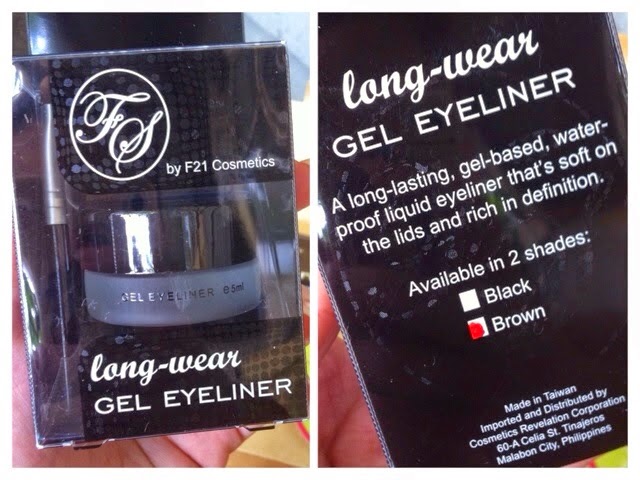 FS
by F21 Cosmetics
GEL EYELINER ℮5ml
long-wear
GEL EYELINER
long-wear
GEL EYELINER
A long-lasting, gel-based, water-
proof liquid eyeliner that's soft on
the lids and rich in definition.
Available in 2 shades:
Black
Brown
Made in Taiwan
Imported and Distributed by
Cosmetics Revelation Corporation
60-A Celia St. Tinajeros
Malabon City, Philippines